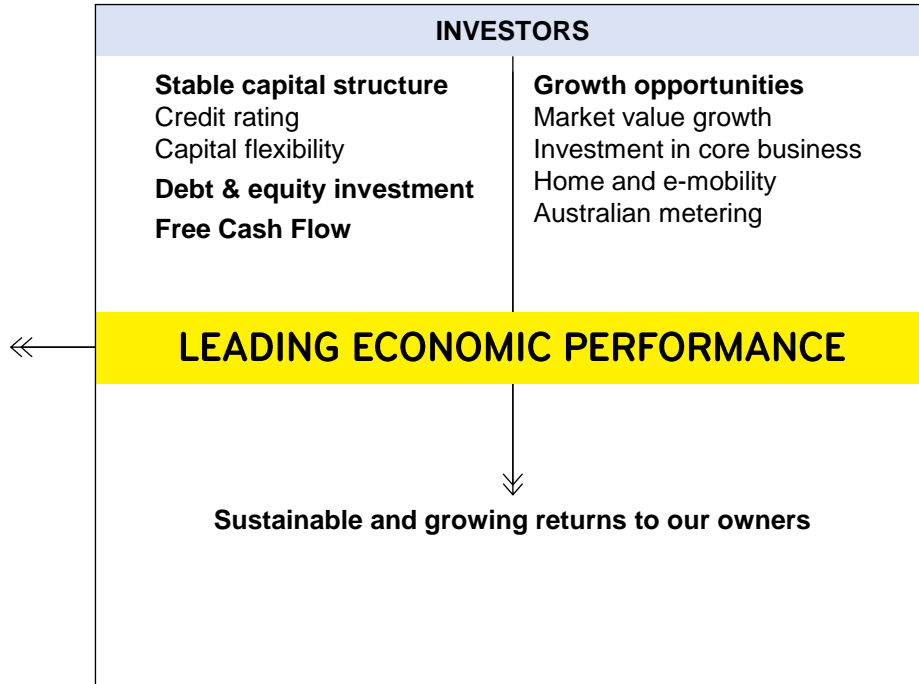 INVESTORS
Stable capital structure
Credit rating
Capital flexibility
Debt & equity investment
Free Cash Flow
Growth opportunities
Market value growth
Investment in core business
Home and e-mobility
Australian metering
LEADING ECONOMIC PERFORMANCE
Sustainable and growing returns to our owners